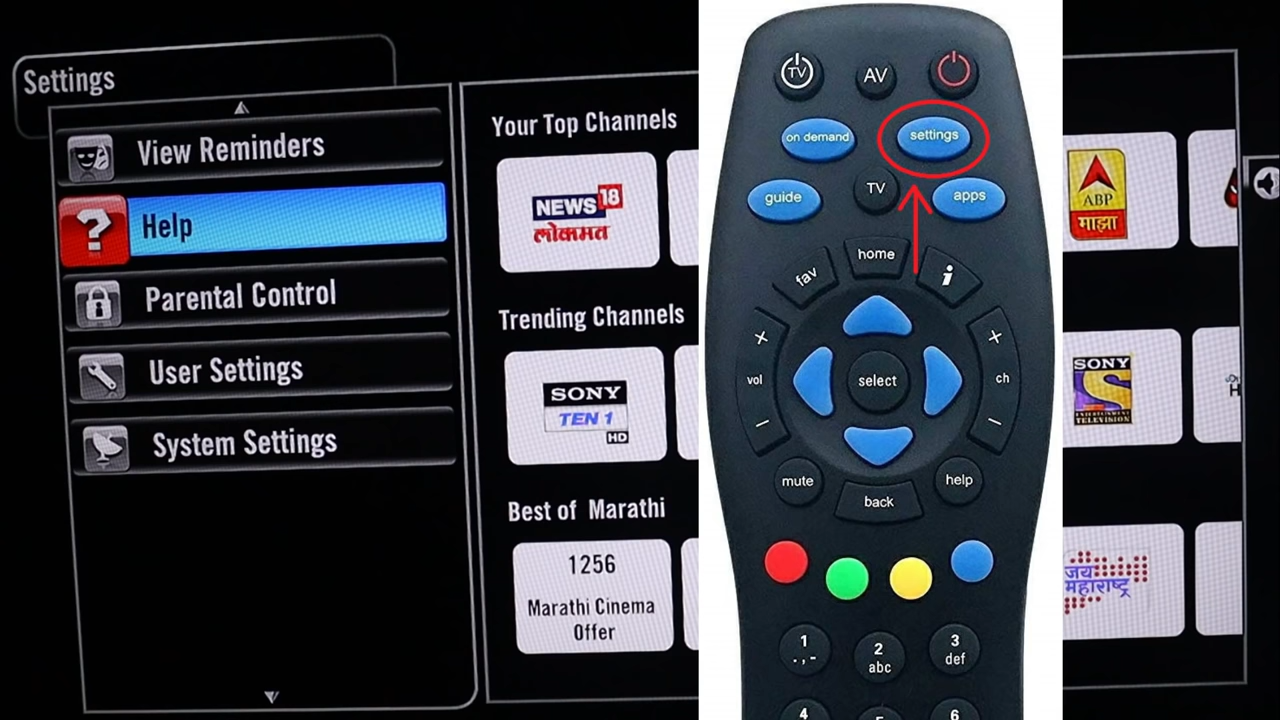 Settings
View Reminders
Help
Parental Control
User Settings
System Settings
Your Top Channels
NEWS 18
लोकमत
Trending Channels
SONY
TEN 1
HD
Best of Marathi
1256
Marathi Cinema
Offer
TV
AV
on demand
settings
guide
TV
apps
fav
home
i
+
+
vol
select
ch
–
–
mute
back
help
1
.,-
2
abc
3
def
4
6
ABP
माझा
SONY
ENTERTAINMENT
TELEVISION
जय
महाराष्ट्र